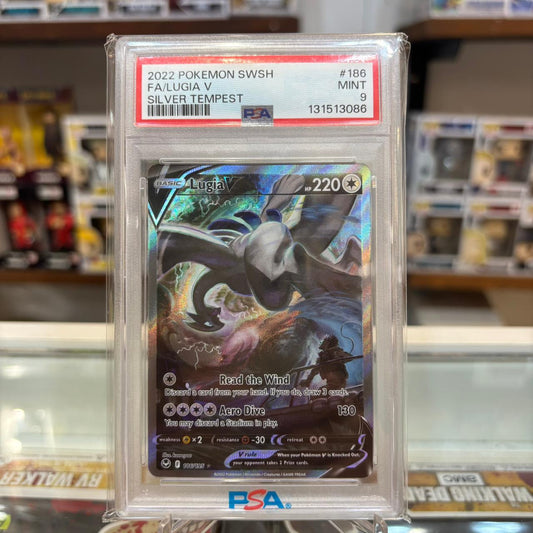 2022 POKEMON SWSH #186
FA/LUGIA V MINT
SILVER TEMPEST PSA 9
131513086
BASIC Lugia V HP 220
Read the Wind
Discard a card from your hand. If you do, draw 3 cards.
Aero Dive 130
You may discard a Stadium in play.
weakness ×2 resistance -30 retreat
V rule When your Pokémon V is Knocked Out,
your opponent takes 2 Prize cards.
186/195
PSA
RV WALKER
WALKING DEAD